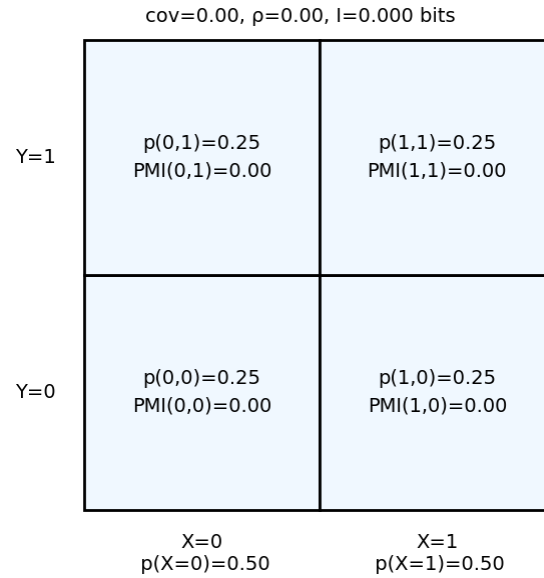 cov=0.00, ρ=0.00, I=0.000 bits
Y=1
p(0,1)=0.25
PMI(0,1)=0.00
p(1,1)=0.25
PMI(1,1)=0.00
Y=0
p(0,0)=0.25
PMI(0,0)=0.00
p(1,0)=0.25
PMI(1,0)=0.00
X=0
p(X=0)=0.50
X=1
p(X=1)=0.50